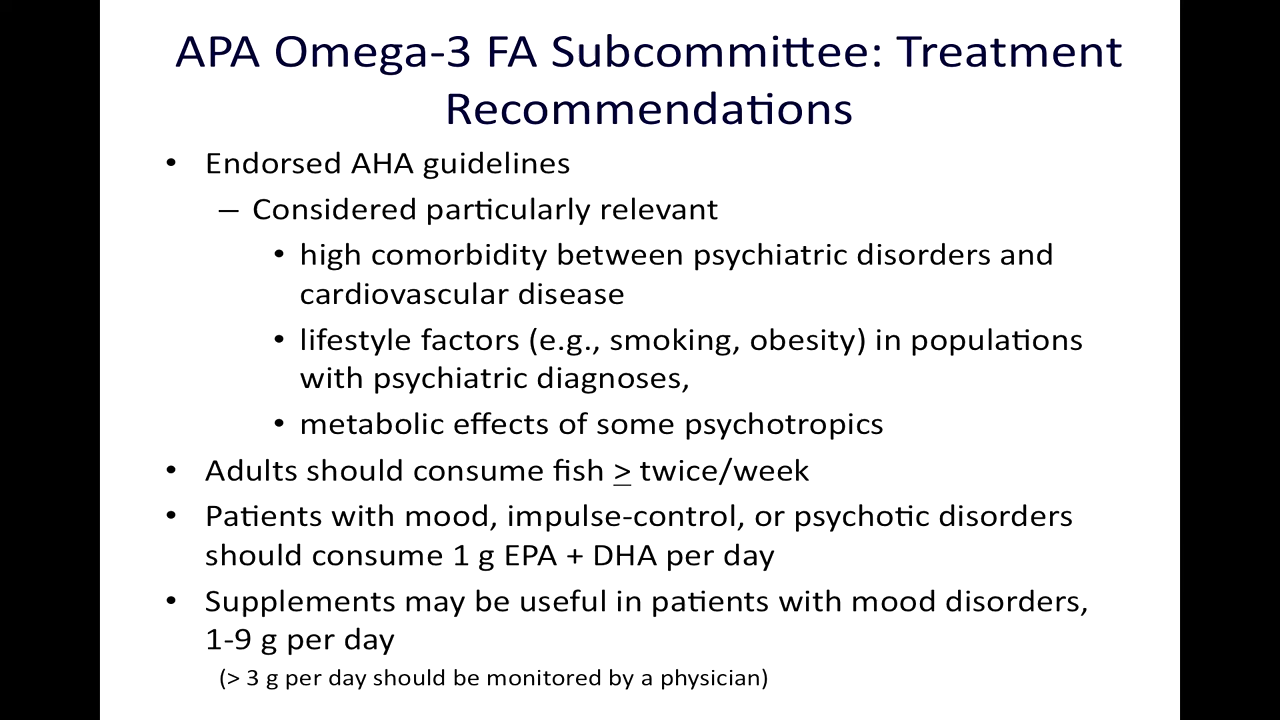 APA Omega-3 FA Subcommittee: Treatment
Recommendations
• Endorsed AHA guidelines
– Considered particularly relevant
• high comorbidity between psychiatric disorders and
cardiovascular disease
• lifestyle factors (e.g., smoking, obesity) in populations
with psychiatric diagnoses,
• metabolic effects of some psychotropics
• Adults should consume fish ≥ twice/week
• Patients with mood, impulse-control, or psychotic disorders
should consume 1 g EPA + DHA per day
• Supplements may be useful in patients with mood disorders,
1-9 g per day
(> 3 g per day should be monitored by a physician)